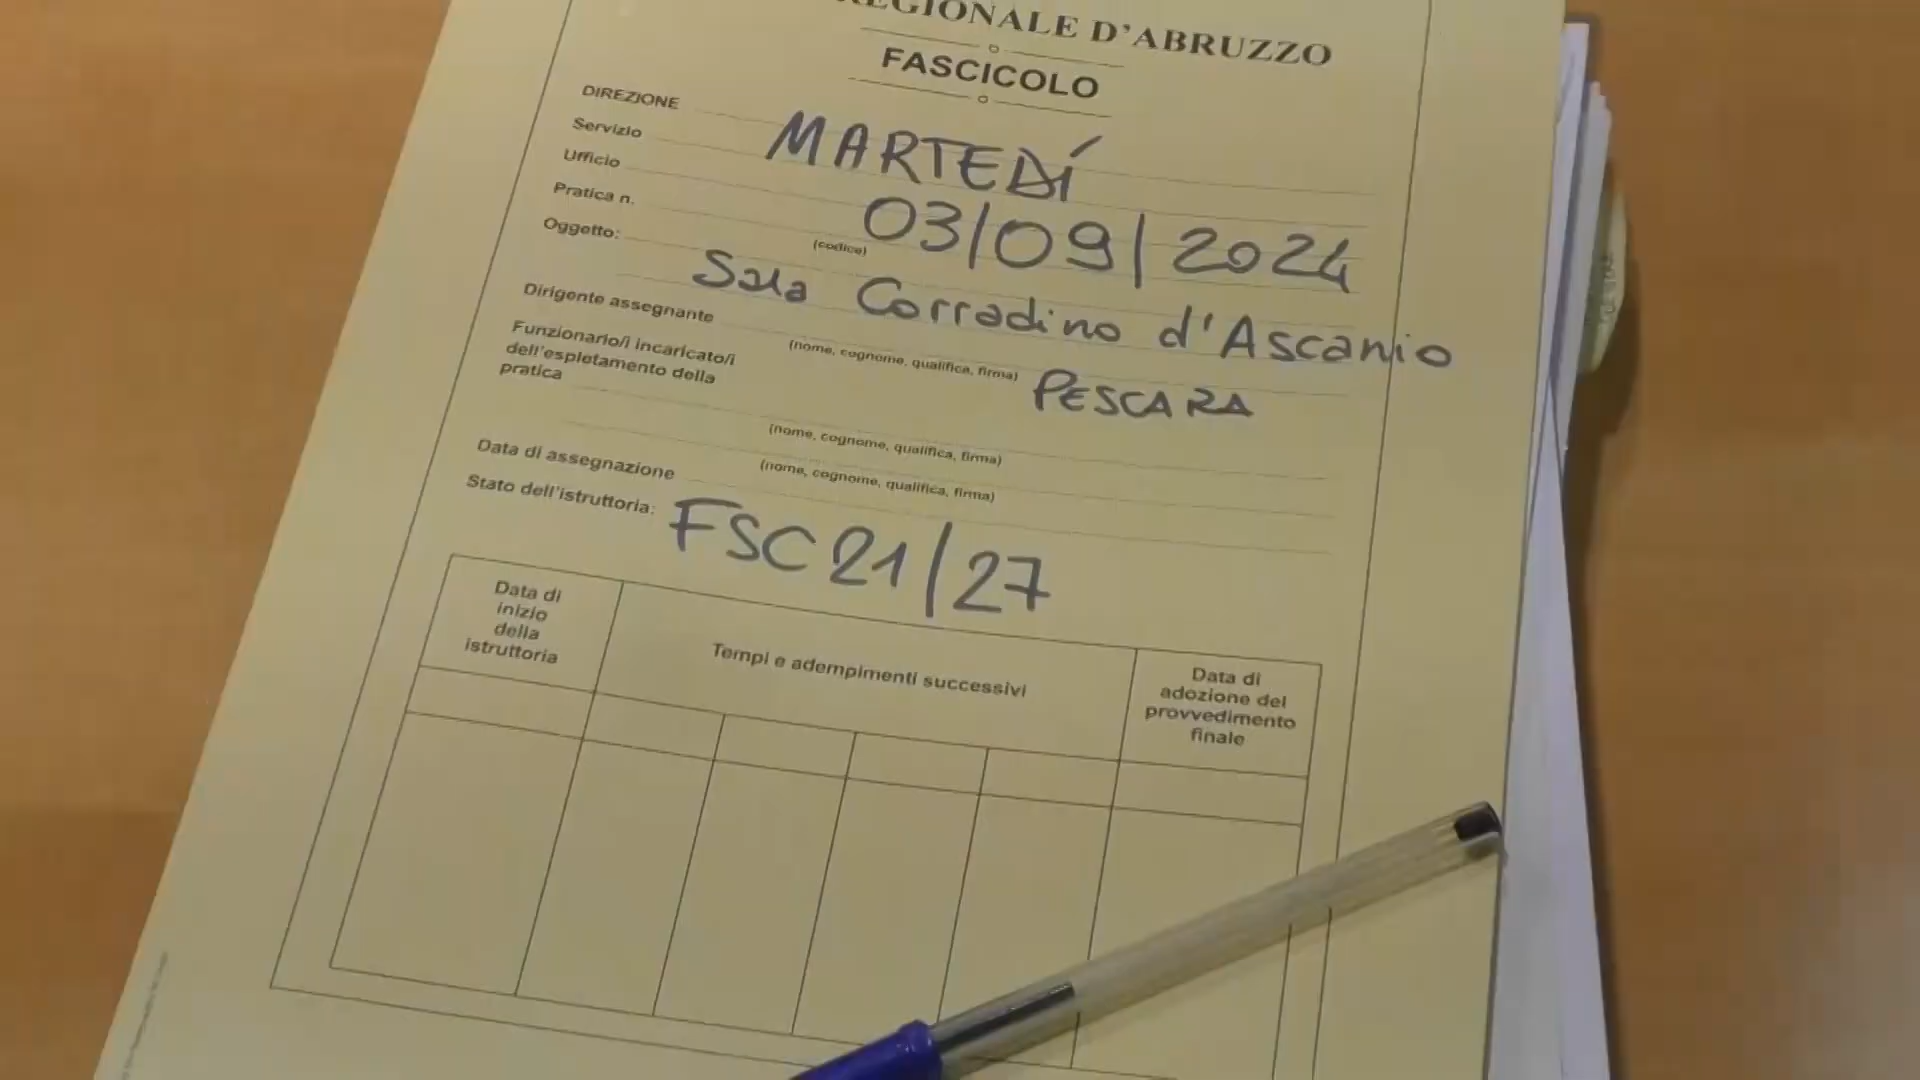 REGIONALE D'ABRUZZO
FASCICOLO
DIREZIONE
Servizio
MARTEDÍ
Ufficio
Pratica n.
03/09/2024
(codice)
Oggetto:
Sala Corradino d'Ascanio
Dirigente assegnante
(nome, cognome, qualifica, firma)
PESCARA
Funzionario/i incaricato/i
dell'espletamento della
pratica
(nome, cognome, qualifica, firma)
(nome, cognome, qualifica, firma)
Data di assegnazione
Stato dell'istruttoria:
FSC 21/27
Data di
inizio
della
istruttoria
Tempi e adempimenti successivi
Data di
adozione del
provvedimento
finale